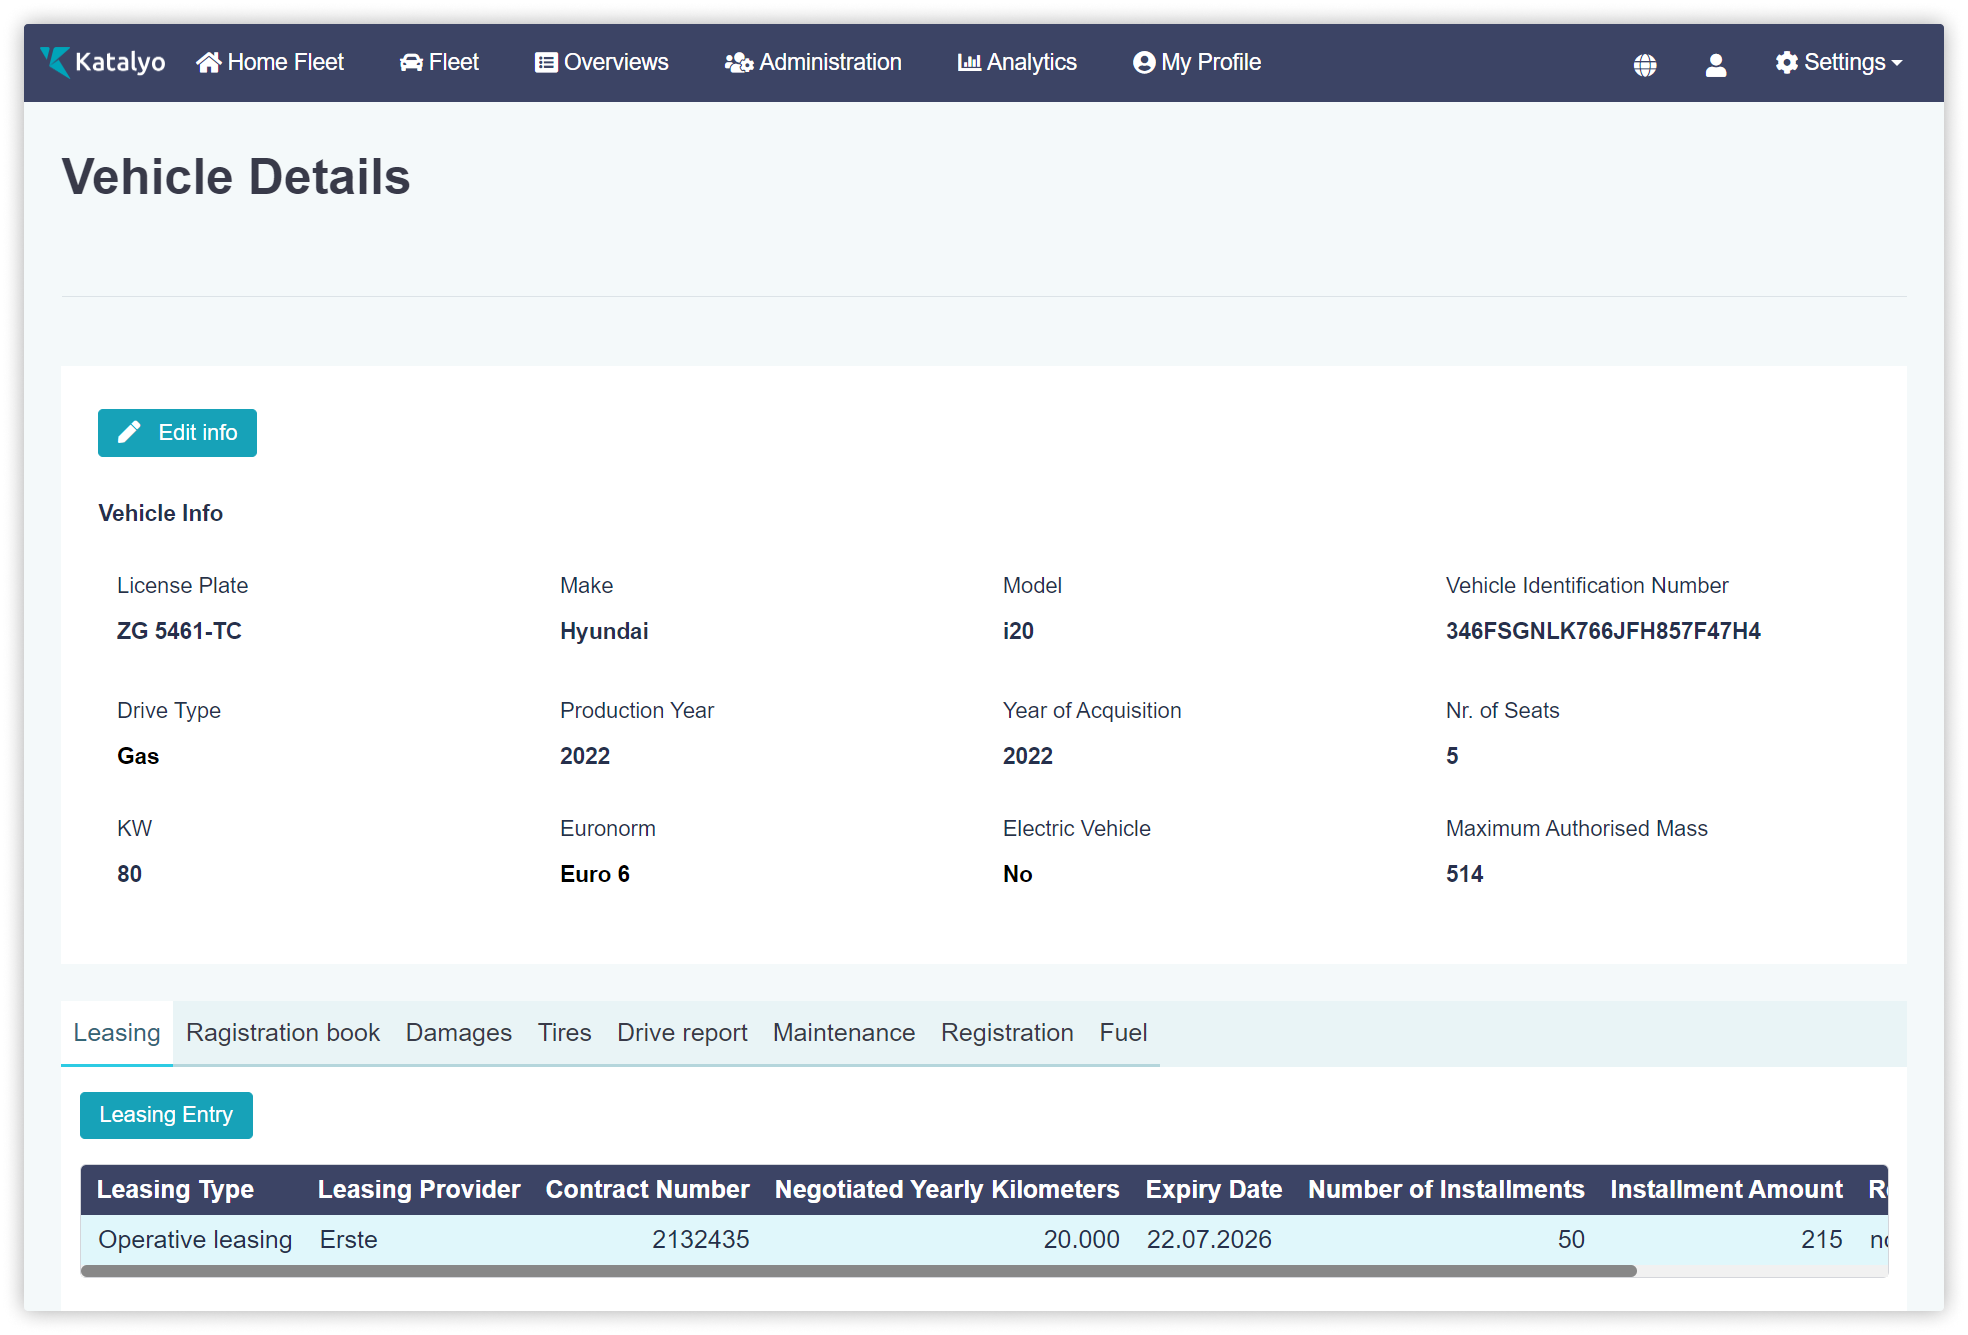 Katalyo Home Fleet Fleet Overviews Administration Analytics My Profile Settings
Vehicle Details
Edit info
Vehicle Info
License Plate Make Model Vehicle Identification Number
ZG 5461-TC Hyundai i20 346FSGNLK766JFH857F47H4
Drive Type Production Year Year of Acquisition Nr. of Seats
Gas 2022 2022 5
KW Euronorm Electric Vehicle Maximum Authorised Mass
80 Euro 6 No 514
Leasing Ragistration book Damages Tires Drive report Maintenance Registration Fuel
Leasing Entry
Leasing Type Leasing Provider Contract Number Negotiated Yearly Kilometers Expiry Date Number of Installments Installment Amount
Operative leasing Erste 2132435 20.000 22.07.2026 50 215